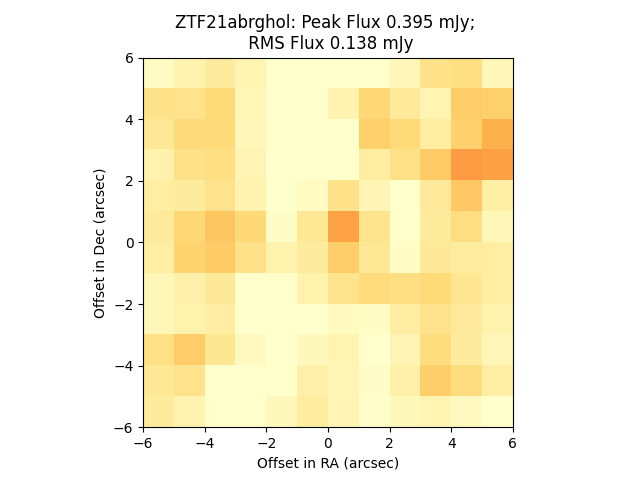 ZTF21abrghol: Peak Flux 0.395 mJy;
RMS Flux 0.138 mJy
6
4
2
0
−2
−4
−6
Offset in Dec (arcsec)
−6 −4 −2 0 2 4 6
Offset in RA (arcsec)